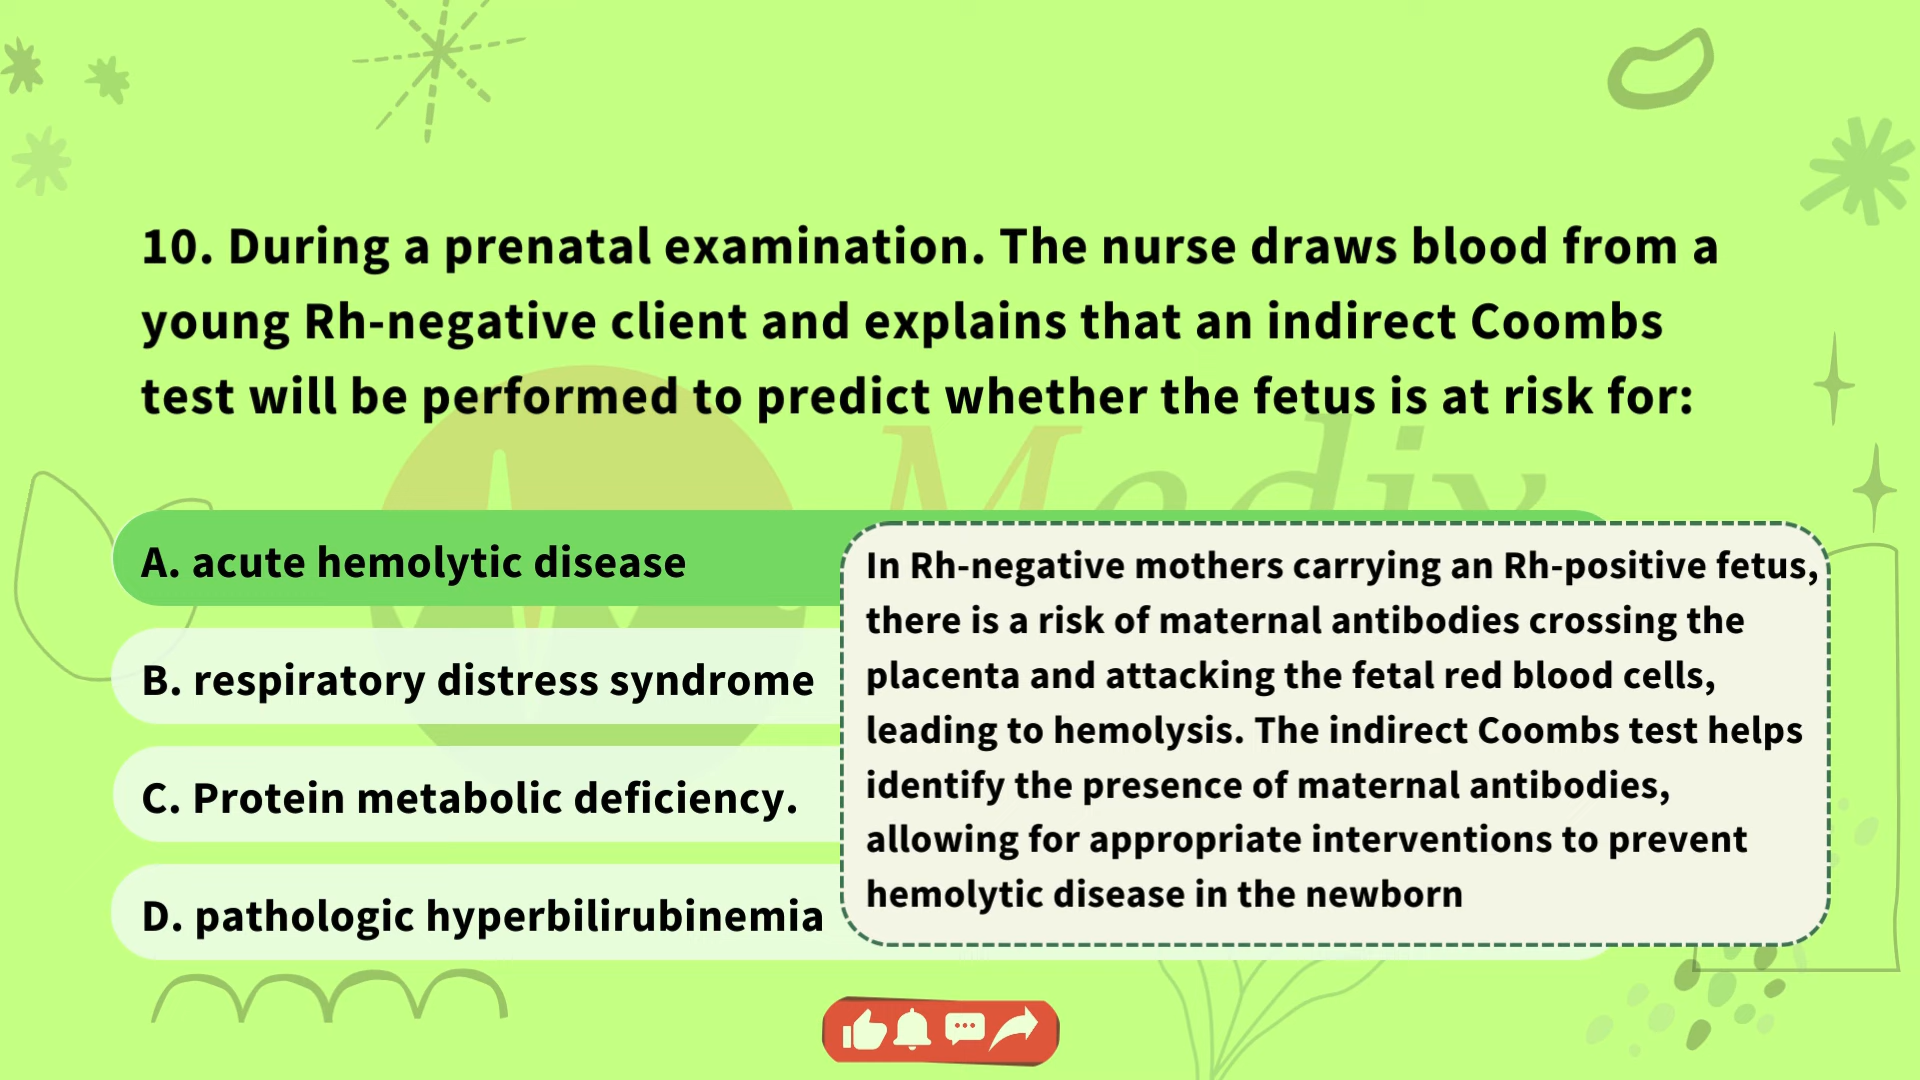 10. During a prenatal examination. The nurse draws blood from a
young Rh-negative client and explains that an indirect Coombs
test will be performed to predict whether the fetus is at risk for:
Medix
A. acute hemolytic disease
B. respiratory distress syndrome
C. Protein metabolic deficiency.
D. pathologic hyperbilirubinemia
In Rh-negative mothers carrying an Rh-positive fetus,
there is a risk of maternal antibodies crossing the
placenta and attacking the fetal red blood cells,
leading to hemolysis. The indirect Coombs test helps
identify the presence of maternal antibodies,
allowing for appropriate interventions to prevent
hemolytic disease in the newborn